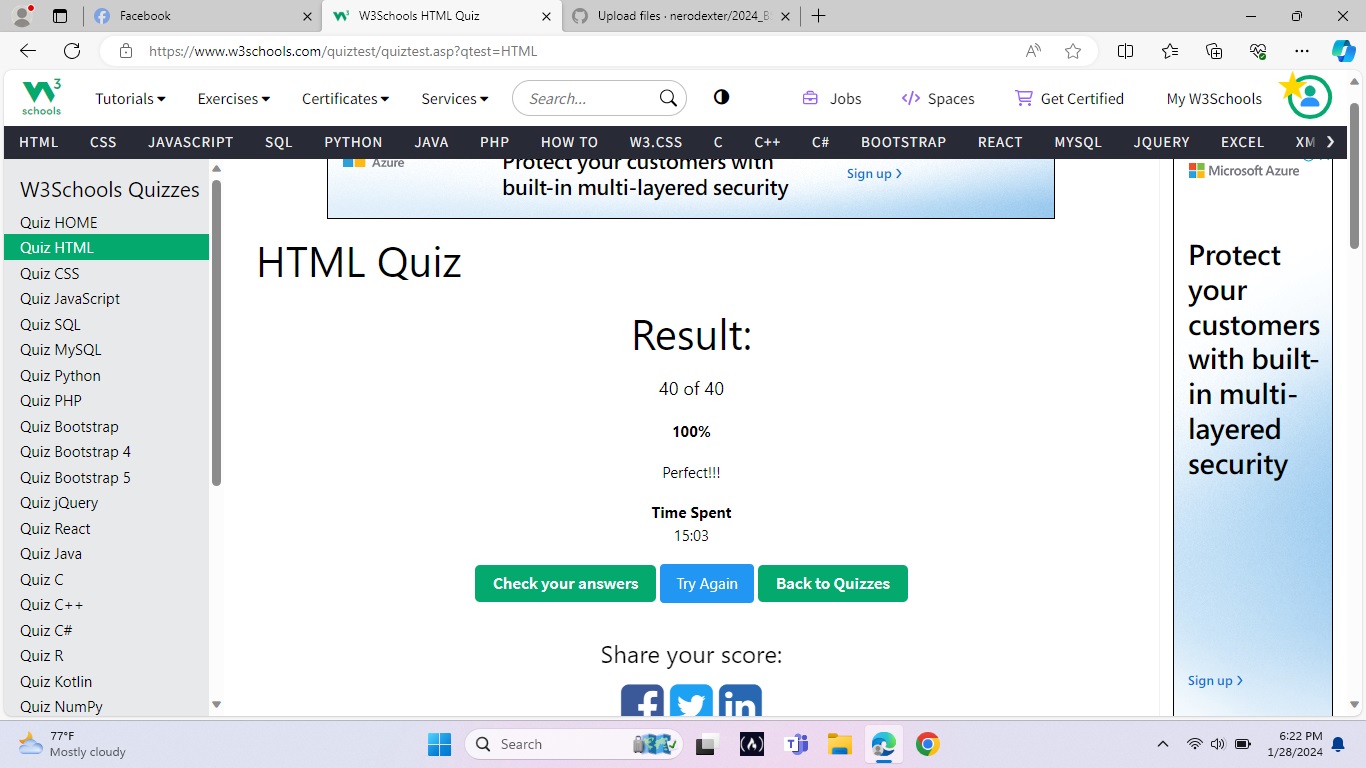 Facebook
W3Schools HTML Quiz
Upload files · nerodexter/2024_B
https://www.w3schools.com/quiztest/quiztest.asp?qtest=HTML
W3
schools
Tutorials
Exercises
Certificates
Services
Search...
Jobs
Spaces
Get Certified
My W3Schools
HTML
CSS
JAVASCRIPT
SQL
PYTHON
JAVA
PHP
HOW TO
W3.CSS
C
C++
C#
BOOTSTRAP
REACT
MYSQL
JQUERY
EXCEL
XM
W3Schools Quizzes
Quiz HOME
Quiz HTML
Quiz CSS
Quiz JavaScript
Quiz SQL
Quiz MySQL
Quiz Python
Quiz PHP
Quiz Bootstrap
Quiz Bootstrap 4
Quiz Bootstrap 5
Quiz jQuery
Quiz React
Quiz Java
Quiz C
Quiz C++
Quiz C#
Quiz R
Quiz Kotlin
Quiz NumPy
Azure
Protect your customers with
built-in multi-layered security
Sign up
HTML Quiz
Result:
40 of 40
100%
Perfect!!!
Time Spent
15:03
Check your answers
Try Again
Back to Quizzes
Share your score:
Microsoft Azure
Protect
your
customers
with built-
in multi-
layered
security
Sign up
77°F
Mostly cloudy
Search
6:22 PM
1/28/2024